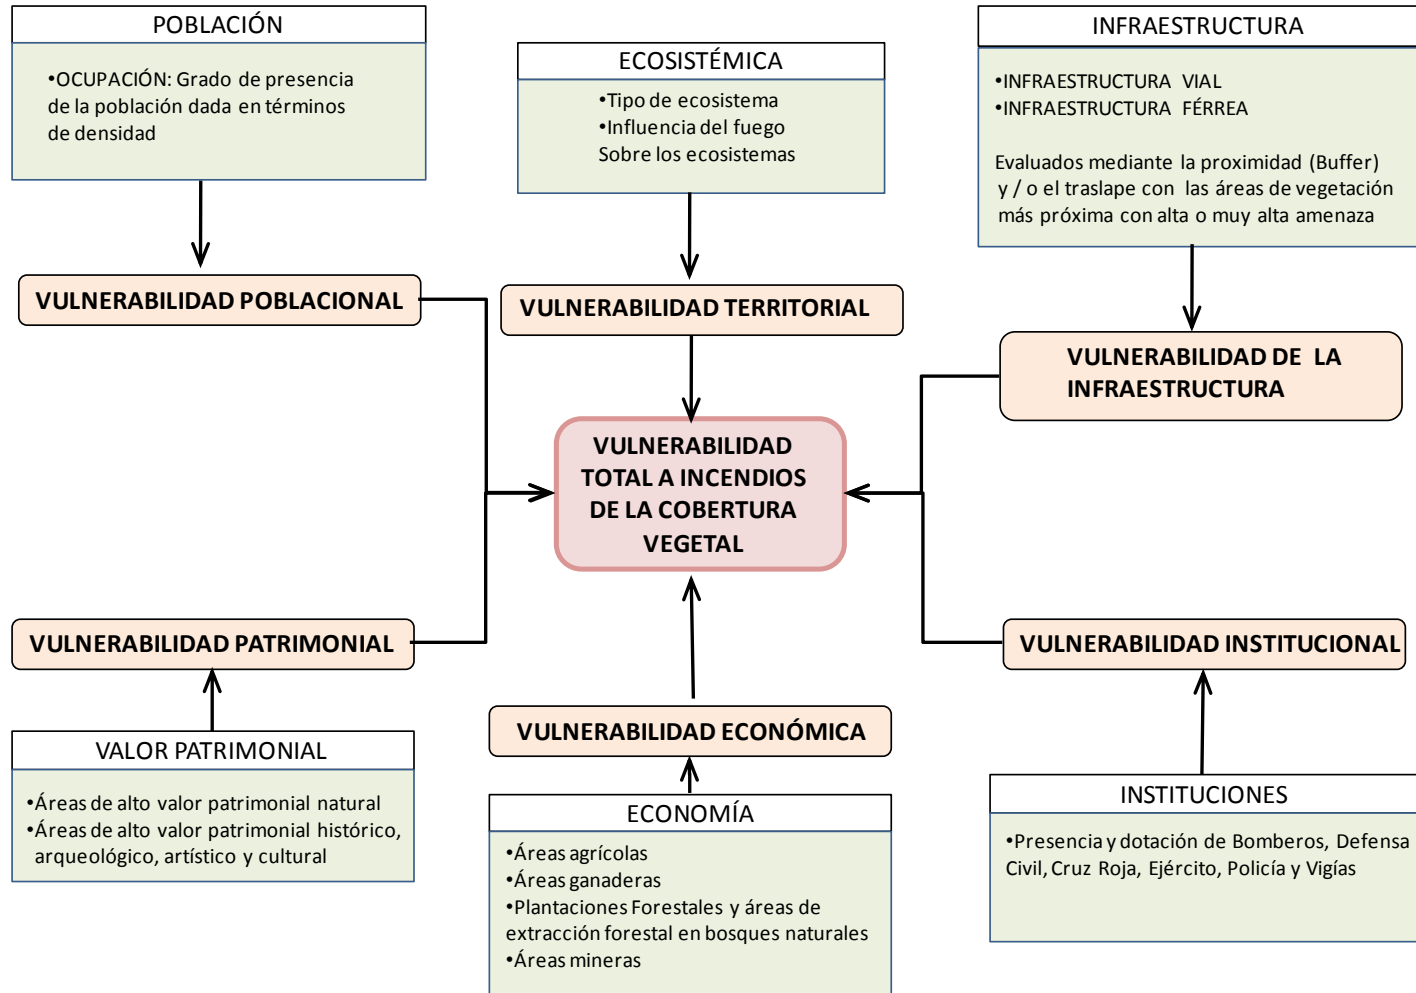 POBLACIÓN
•OCUPACIÓN: Grado de presencia
de la población dada en términos
de densidad
ECOSISTÉMICA
•Tipo de ecosistema
•Influencia del fuego
Sobre los ecosistemas
INFRAESTRUCTURA
•INFRAESTRUCTURA VIAL
•INFRAESTRUCTURA FÉRREA
Evaluados mediante la proximidad (Buffer)
y / o el traslape con las áreas de vegetación
más próxima con alta o muy alta amenaza
VULNERABILIDAD POBLACIONAL
VULNERABILIDAD TERRITORIAL
VULNERABILIDAD DE LA
INFRAESTRUCTURA
VULNERABILIDAD
TOTAL A INCENDIOS
DE LA COBERTURA
VEGETAL
VULNERABILIDAD PATRIMONIAL
VULNERABILIDAD ECONÓMICA
VULNERABILIDAD INSTITUCIONAL
VALOR PATRIMONIAL
•Áreas de alto valor patrimonial natural
•Áreas de alto valor patrimonial histórico,
arqueológico, artístico y cultural
ECONOMÍA
•Áreas agrícolas
•Áreas ganaderas
•Plantaciones Forestales y áreas de
extracción forestal en bosques naturales
•Áreas mineras
INSTITUCIONES
•Presencia y dotación de Bomberos, Defensa
Civil, Cruz Roja, Ejército, Policía y Vigías